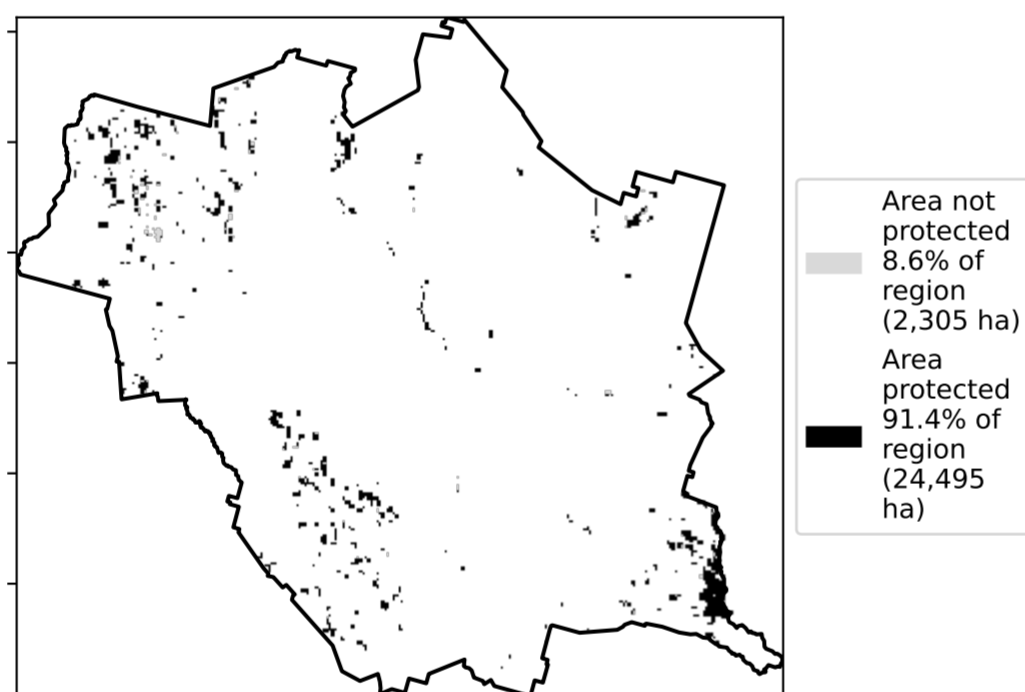 Area not
protected
8.6% of
region
(2,305 ha)
Area
protected
91.4% of
region
(24,495
ha)